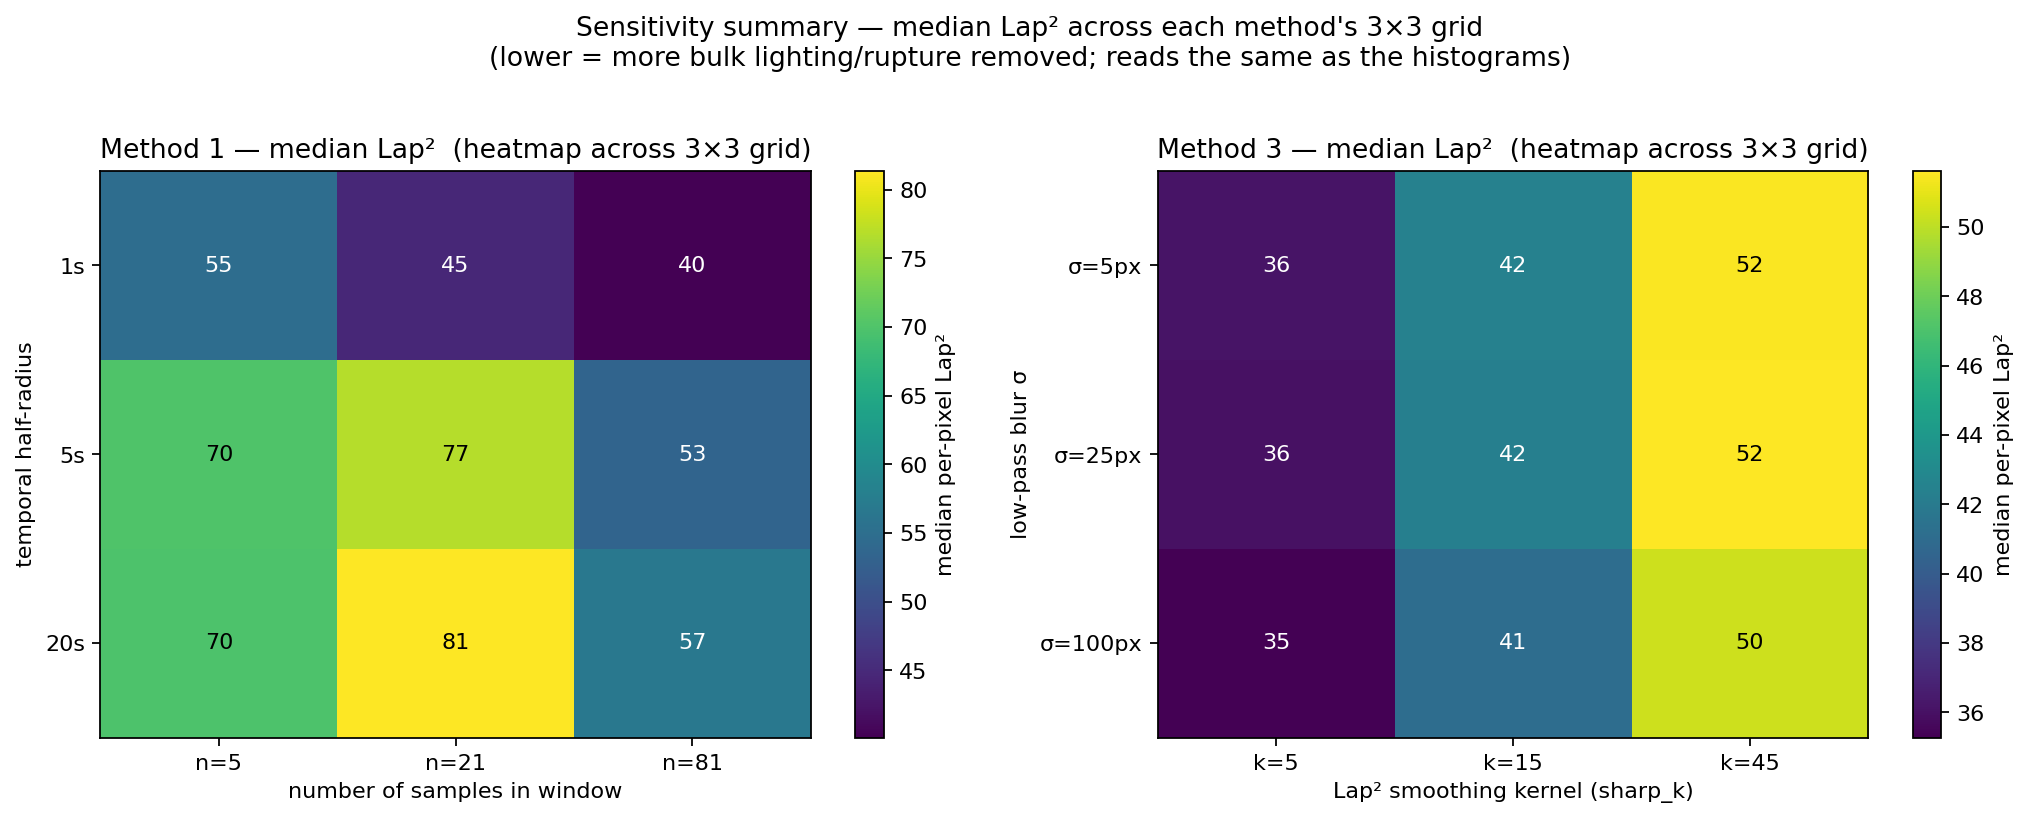 Sensitivity summary — median Lap² across each method's 3×3 grid
(lower = more bulk lighting/rupture removed; reads the same as the histograms)
Method 1 — median Lap²  (heatmap across 3×3 grid)
temporal half-radius
1s
5s
20s
55 45 40
70 77 53
70 81 57
n=5 n=21 n=81
number of samples in window
80
75
70
65
60
55
50
45
median per-pixel Lap²
Method 3 — median Lap²  (heatmap across 3×3 grid)
low-pass blur σ
σ=5px
σ=25px
σ=100px
36 42 52
36 42 52
35 41 50
k=5 k=15 k=45
Lap² smoothing kernel (sharp_k)
50
48
46
44
42
40
38
36
median per-pixel Lap²